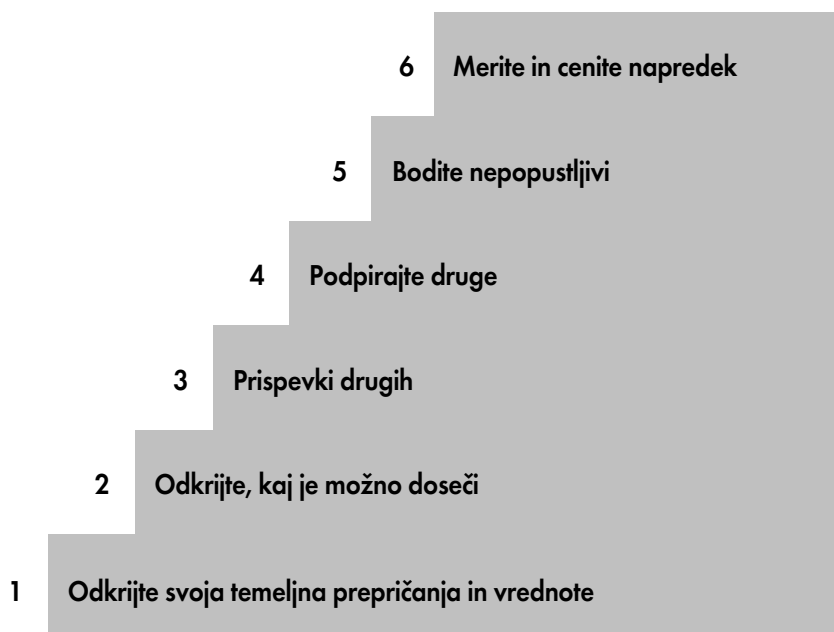 6 Merite in cenite napredek
5 Bodite nepopustljivi
4 Podpirajte druge
3 Prispevki drugih
2 Odkrijte, kaj je možno doseči
1 Odkrijte svoja temeljna prepričanja in vrednote